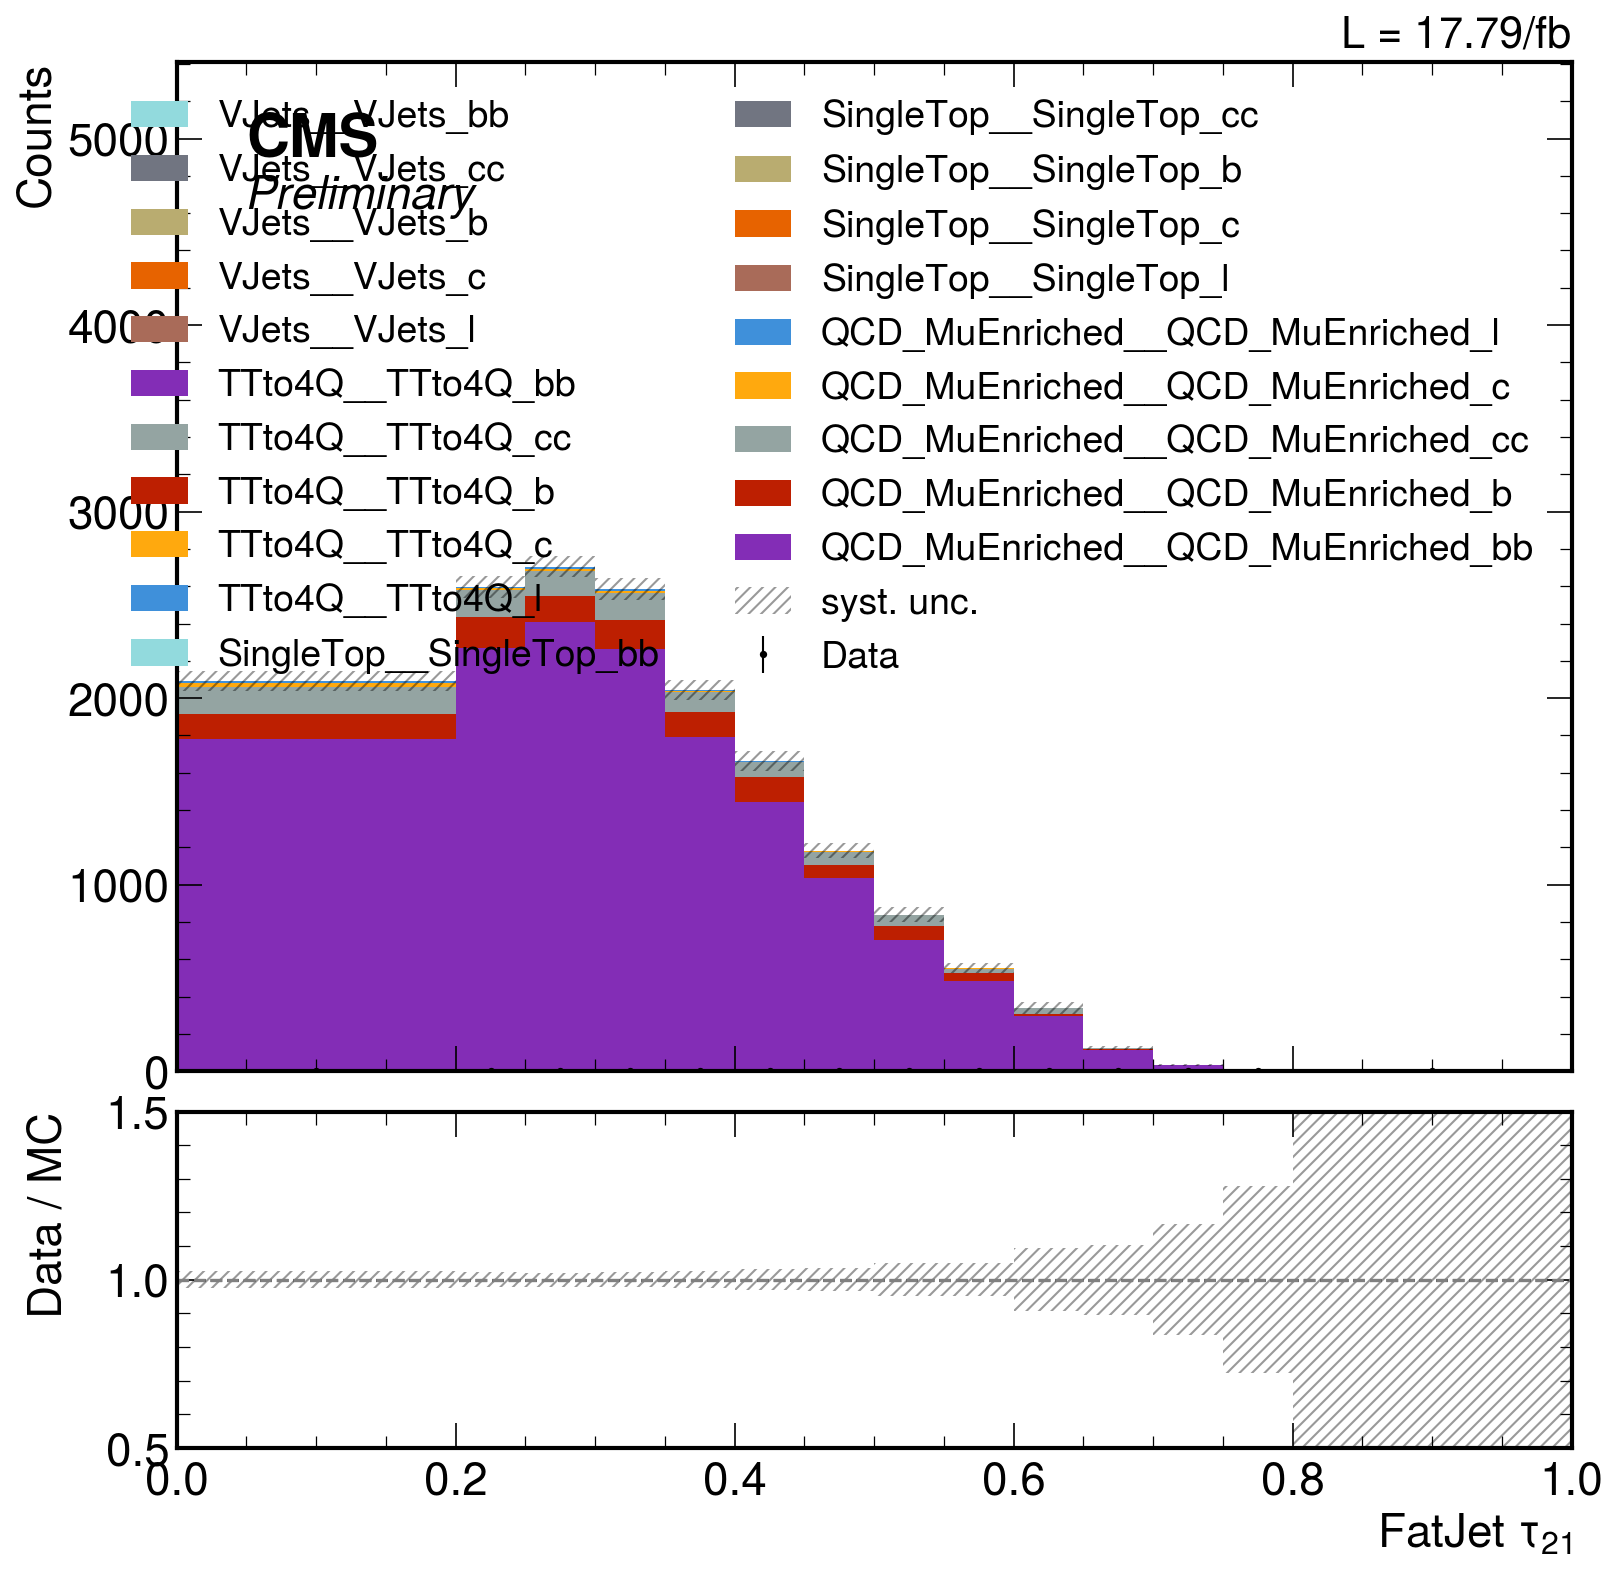 L = 17.79/fb
Counts
CMS
Preliminary
VJets__VJets_bb
VJets__VJets_cc
VJets__VJets_b
VJets__VJets_c
VJets__VJets_l
TTto4Q__TTto4Q_bb
TTto4Q__TTto4Q_cc
TTto4Q__TTto4Q_b
TTto4Q__TTto4Q_c
TTto4Q__TTto4Q_l
SingleTop__SingleTop_bb
SingleTop__SingleTop_cc
SingleTop__SingleTop_b
SingleTop__SingleTop_c
SingleTop__SingleTop_l
QCD_MuEnriched__QCD_MuEnriched_l
QCD_MuEnriched__QCD_MuEnriched_c
QCD_MuEnriched__QCD_MuEnriched_cc
QCD_MuEnriched__QCD_MuEnriched_b
QCD_MuEnriched__QCD_MuEnriched_bb
syst. unc.
Data
5000
4000
3000
2000
1000
0
Data / MC
1.5
1.0
0.5
0.0 0.2 0.4 0.6 0.8 1.0
FatJet τ21